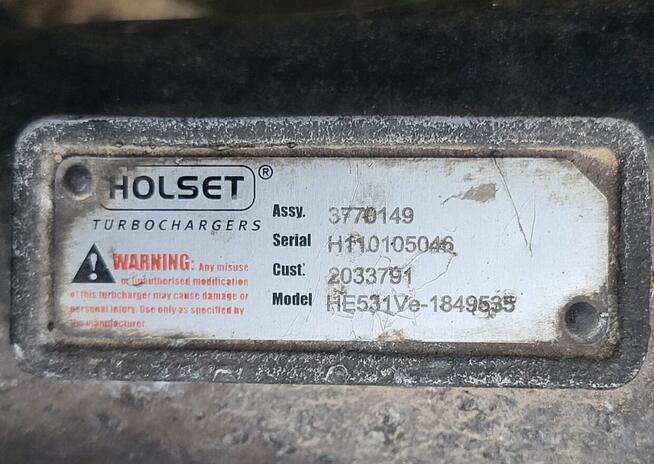 HOLSET®
TURBOCHARGERS
WARNING: Any misuse
or unauthorised modification
of this turbocharger may cause damage or
personal injury. Use only as specified by
the manufacturer.
Assy. 3770149
Serial H110105046
Cust. 2033791
Model HE531Ve-1849535